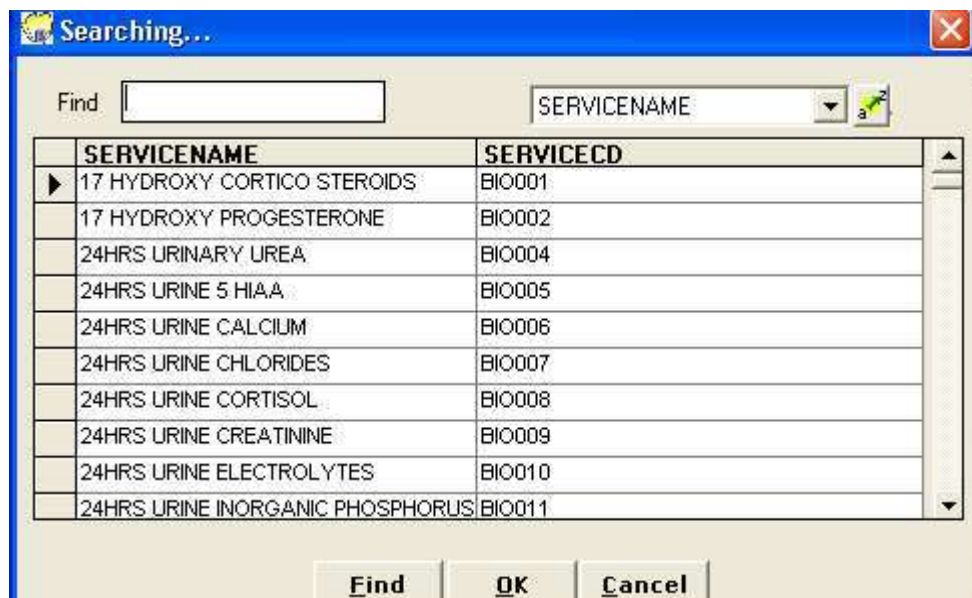 Searching...
Find SERVICENAME
SERVICENAME SERVICECD
17 HYDROXY CORTICO STEROIDS BIO001
17 HYDROXY PROGESTERONE BIO002
24HRS URINARY UREA BIO004
24HRS URINE 5 HIAA BIO005
24HRS URINE CALCIUM BIO006
24HRS URINE CHLORIDES BIO007
24HRS URINE CORTISOL BIO008
24HRS URINE CREATININE BIO009
24HRS URINE ELECTROLYTES BIO010
24HRS URINE INORGANIC PHOSPHORUS BIO011
Find OK Cancel